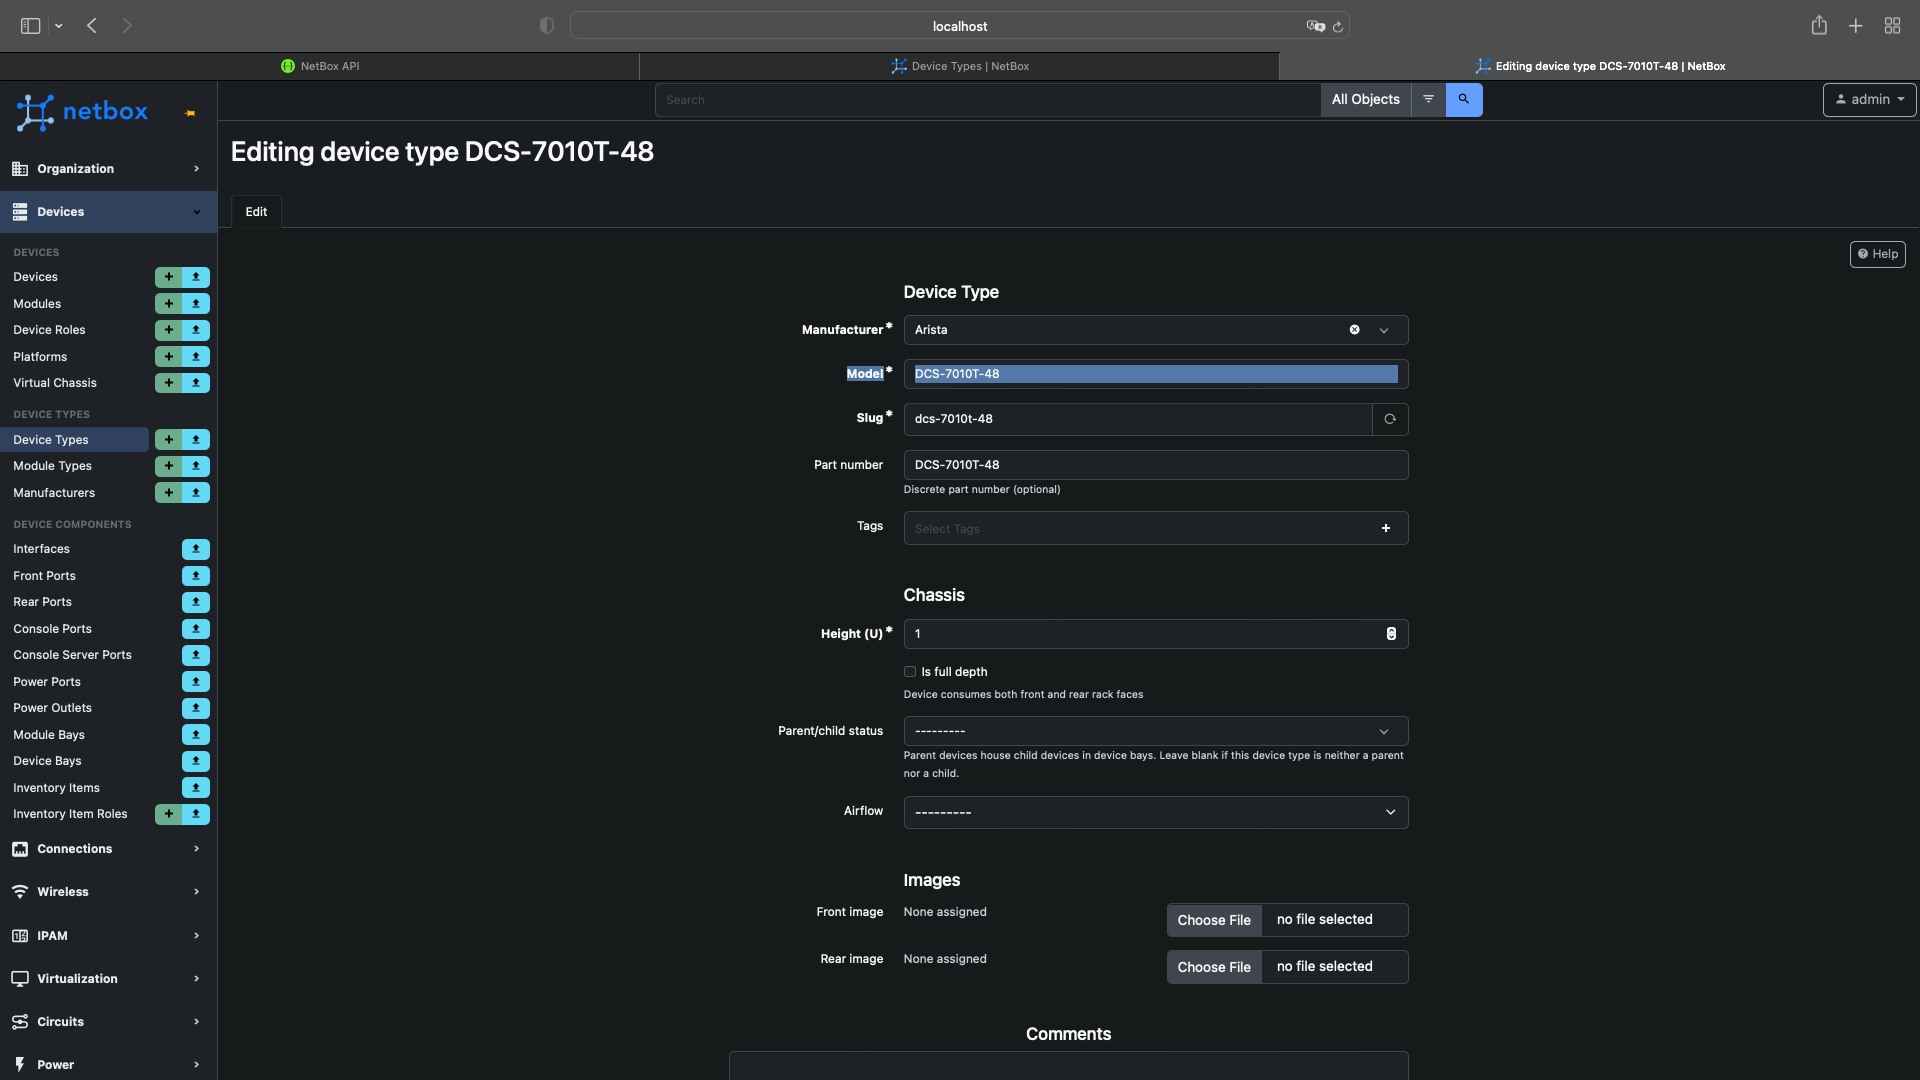 localhost
NetBox API
Device Types | NetBox
Editing device type DCS-7010T-48 | NetBox
netbox
Search
All Objects
admin
Editing device type DCS-7010T-48
Edit
Help
Organization
Devices
DEVICES
Devices
Modules
Device Roles
Platforms
Virtual Chassis
DEVICE TYPES
Device Types
Module Types
Manufacturers
DEVICE COMPONENTS
Interfaces
Front Ports
Rear Ports
Console Ports
Console Server Ports
Power Ports
Power Outlets
Module Bays
Device Bays
Inventory Items
Inventory Item Roles
Connections
Wireless
IPAM
Virtualization
Circuits
Power
Device Type
Manufacturer* Arista
Model* DCS-7010T-48
Slug* dcs-7010t-48
Part number DCS-7010T-48
Discrete part number (optional)
Tags Select Tags
Chassis
Height (U)* 1
Is full depth
Device consumes both front and rear rack faces
Parent/child status ---------
Parent devices house child devices in device bays. Leave blank if this device type is neither a parent
nor a child.
Airflow ---------
Images
Front image None assigned Choose File no file selected
Rear image None assigned Choose File no file selected
Comments